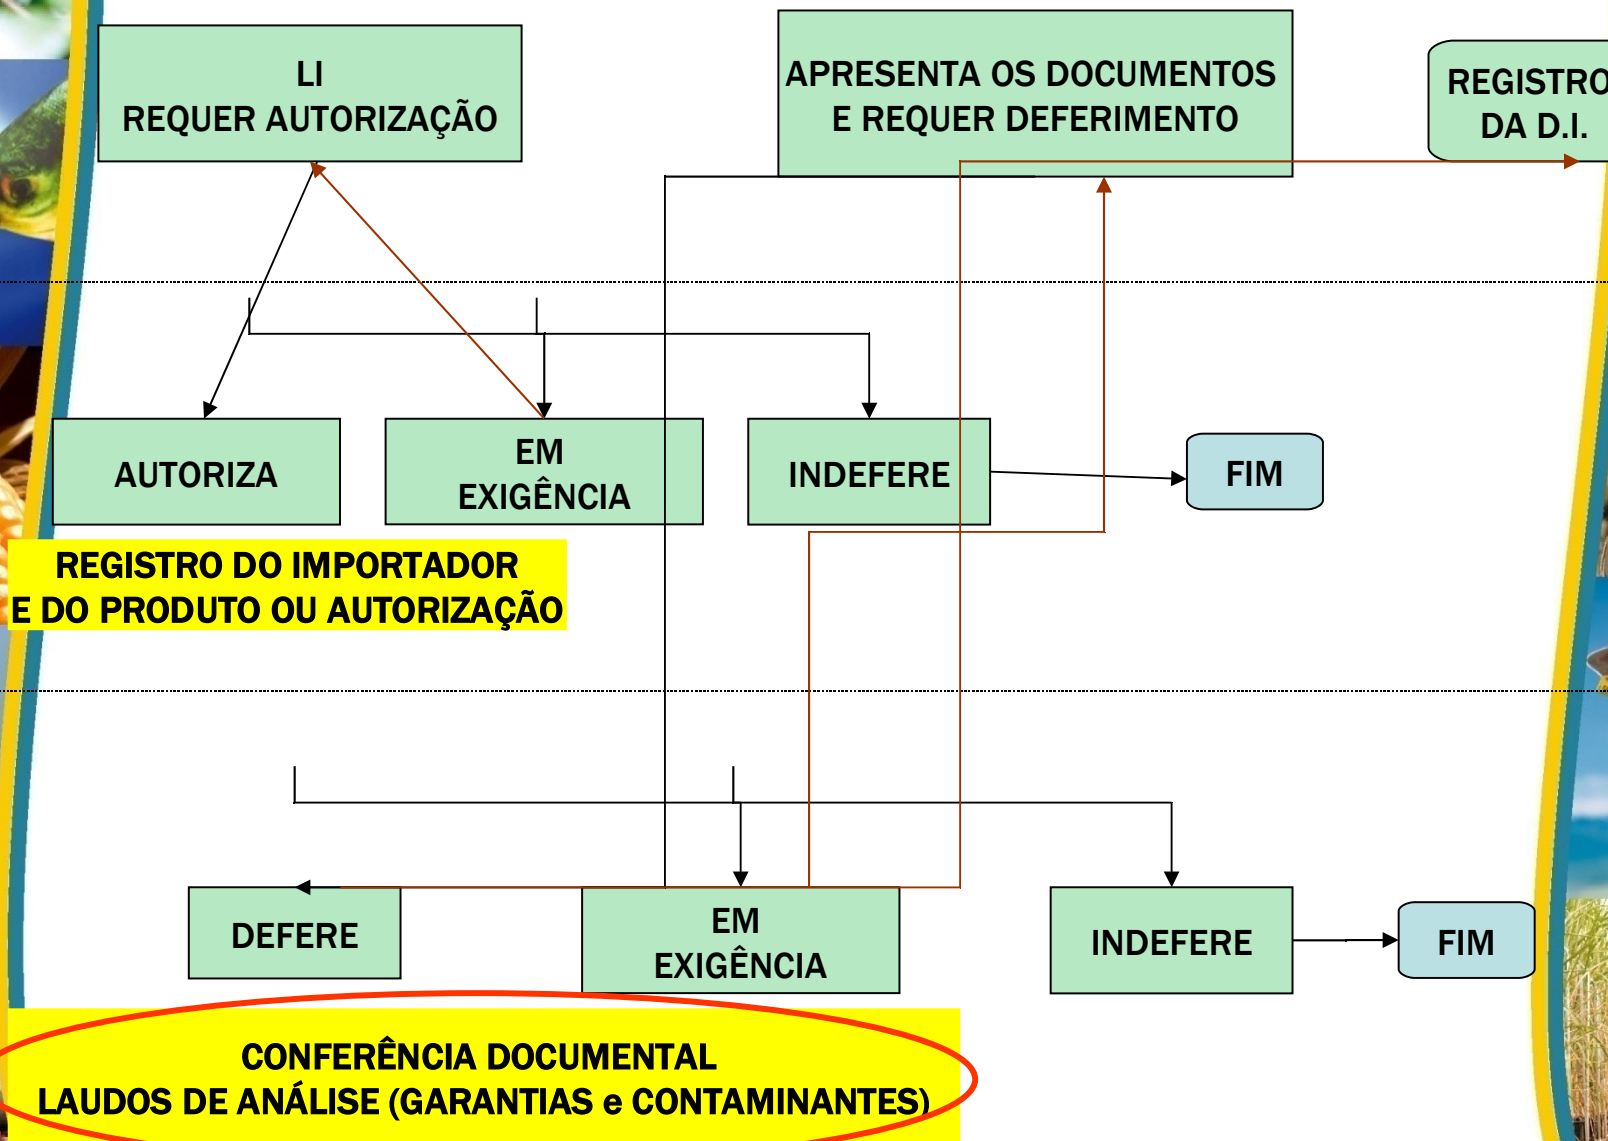 LI
REQUER AUTORIZAÇÃO
APRESENTA OS DOCUMENTOS
E REQUER DEFERIMENTO
REGISTRO
DA D.I.
AUTORIZA
EM
EXIGÊNCIA
INDEFERE
FIM
REGISTRO DO IMPORTADOR
E DO PRODUTO OU AUTORIZAÇÃO
DEFERE
EM
EXIGÊNCIA
INDEFERE
FIM
CONFERÊNCIA DOCUMENTAL
LAUDOS DE ANÁLISE (GARANTIAS e CONTAMINANTES)